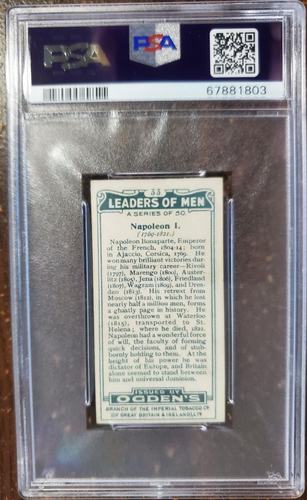 PSA
PSA
67881803
33
LEADERS OF MEN
A SERIES OF 50.
Napoleon I.
(1769-1821.)
Napoleon Bonaparte, Emperor
of the French, 1804-14; born
in Ajaccio, Corsica, 1769. He
won many brilliant victories during
his military career—Rivoli
(1797), Marengo (1800), Auster-
litz (1805), Jena (1806), Friedland
(1807), Wagram (1809), and Dres-
den (1813). His retreat from
Moscow (1812), in which he lost
nearly half a million men, forms
a ghastly page in history. He
was overthrown at Waterloo
(1815), transported to St.
Helena; where he died, 1821.
Napoleon had a wonderful force
of will, the faculty of forming
quick decisions, and of stub-
bornly holding to them. At the
height of his power he was
dictator of Europe, and Britain
alone seemed to stand between
him and universal dominion.
ISSUED BY
OGDEN'S
BRANCH OF THE IMPERIAL TOBACCO CO
(OF GREAT BRITAIN & IRELAND), LTD